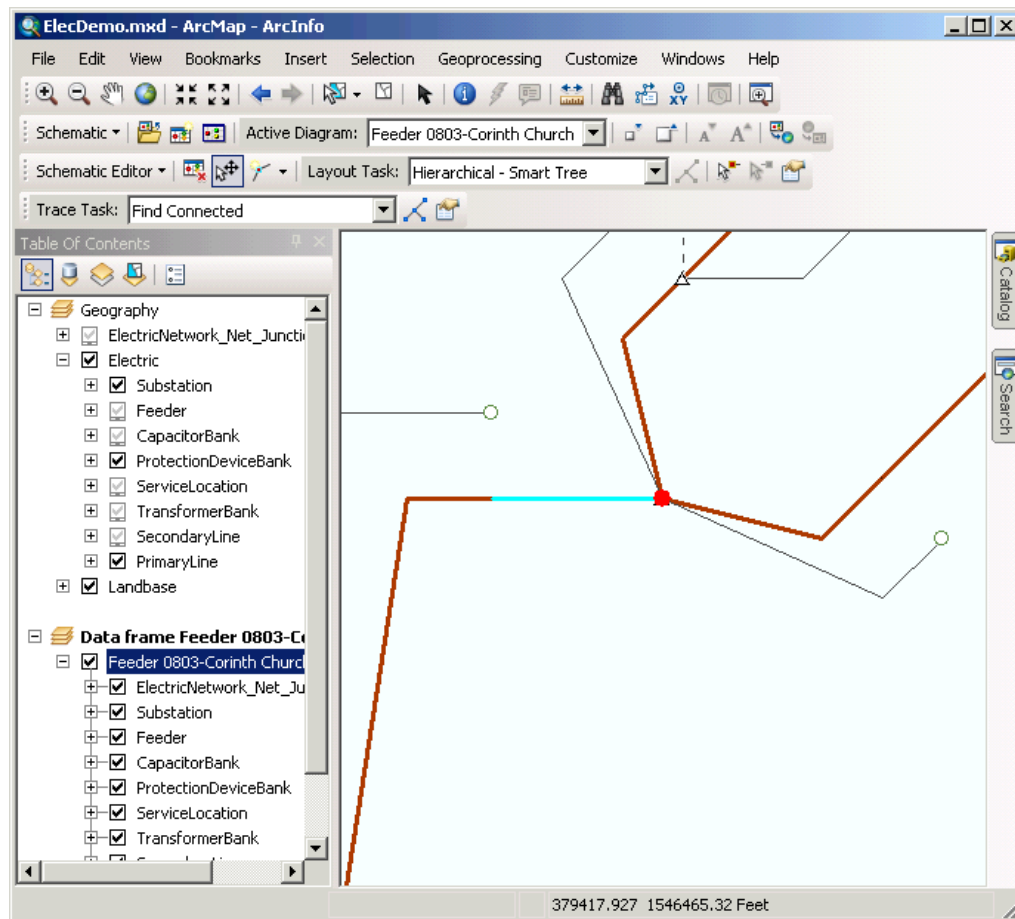 ElecDemo.mxd - ArcMap - ArcInfo
File Edit View Bookmarks Insert Selection Geoprocessing Customize Windows Help
XY
Schematic Active Diagram: Feeder 0803-Corinth Church A A
Schematic Editor Layout Task: Hierarchical - Smart Tree
Trace Task: Find Connected
Table Of Contents
Geography
ElectricNetwork_Net_Juncti
Electric
Substation
Feeder
CapacitorBank
ProtectionDeviceBank
ServiceLocation
TransformerBank
SecondaryLine
PrimaryLine
Landbase
Data frame Feeder 0803-Co
Feeder 0803-Corinth Churcl
ElectricNetwork_Net_Ju
Substation
Feeder
CapacitorBank
ProtectionDeviceBank
ServiceLocation
TransformerBank
Catalog
Search
379417.927 1546465.32 Feet